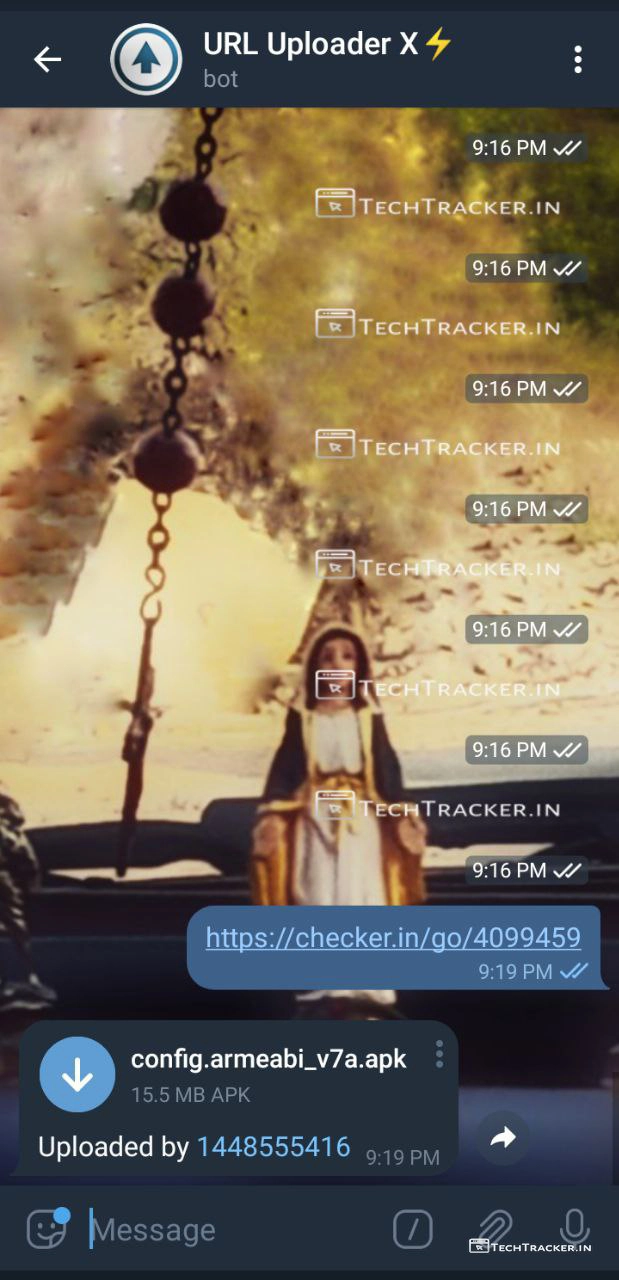 URL Uploader X⚡
bot
9:16 PM
TECHTRACKER.IN
9:16 PM
TECHTRACKER.IN
9:16 PM
TECHTRACKER.IN
9:16 PM
TECHTRACKER.IN
9:16 PM
TECHTRACKER.IN
9:16 PM
TECHTRACKER.IN
9:16 PM
https://checker.in/go/4099459
9:19 PM
config.armeabi_v7a.apk
15.5 MB APK
Uploaded by 1448555416 9:19 PM
Message
TECHTRACKER.IN